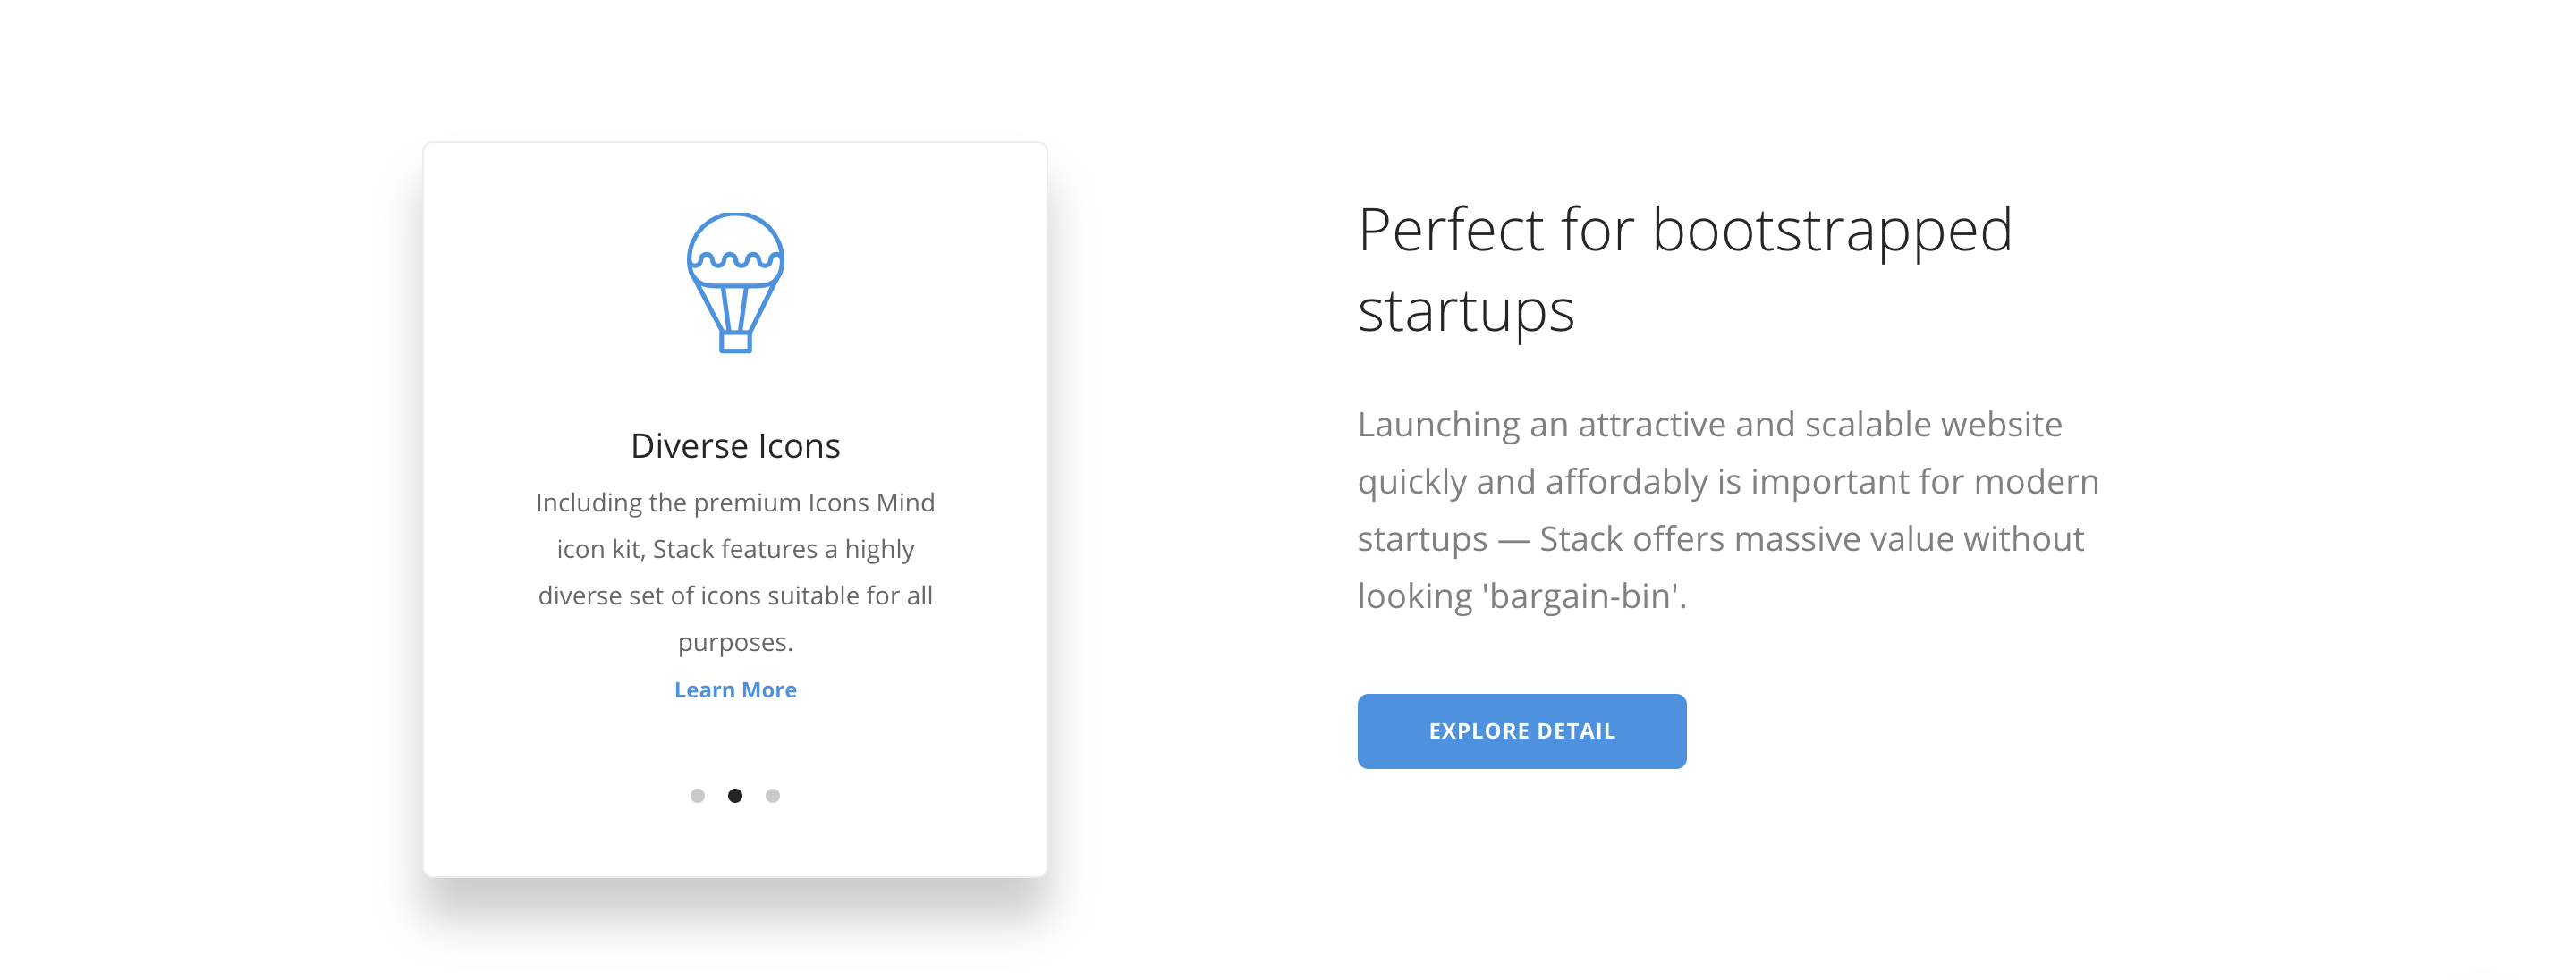 Diverse Icons
Including the premium Icons Mind
icon kit, Stack features a highly
diverse set of icons suitable for all
purposes.
Learn More
Perfect for bootstrapped
startups
Launching an attractive and scalable website
quickly and affordably is important for modern
startups — Stack offers massive value without
looking 'bargain-bin'.
EXPLORE DETAIL